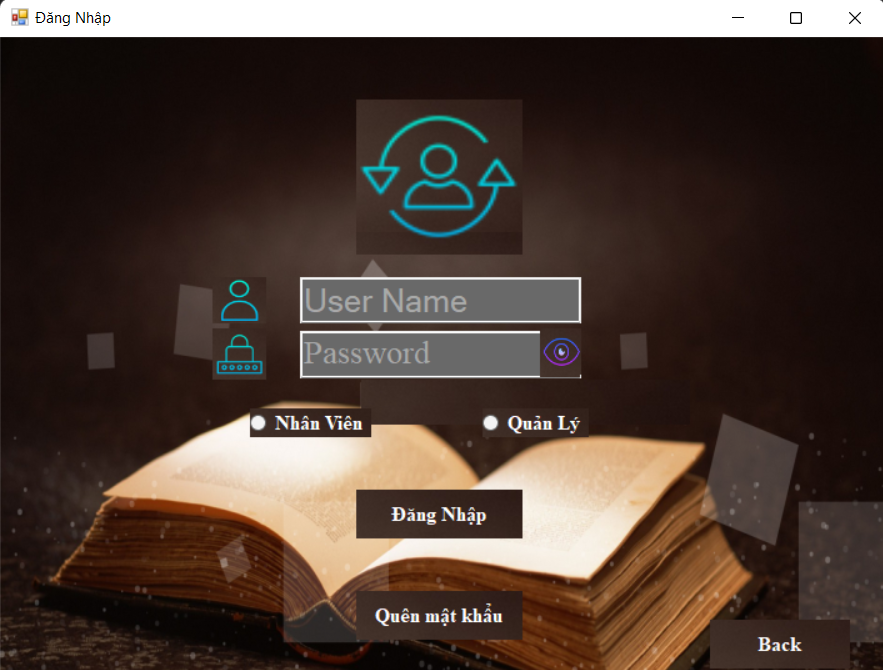 Đăng Nhập
User Name
Password
Nhân Viên
Quản Lý
Đăng Nhập
Quên mật khẩu
Back